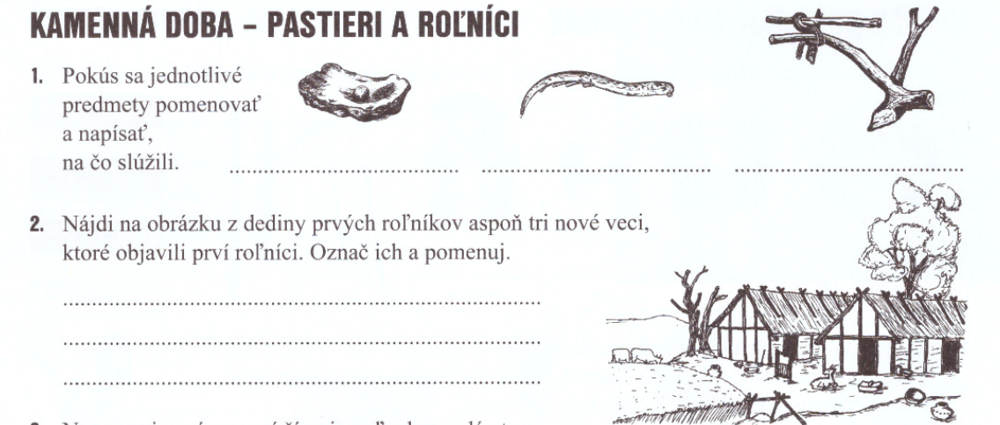 KAMENNÁ DOBA – PASTIERI A ROĽNÍCI
1. Pokús sa jednotlivé
predmety pomenovať
a napísať,
na čo slúžili.
2. Nájdi na obrázku z dediny prvých roľníkov aspoň tri nové veci,
ktoré objavili prví roľníci. Označ ich a pomenuj.